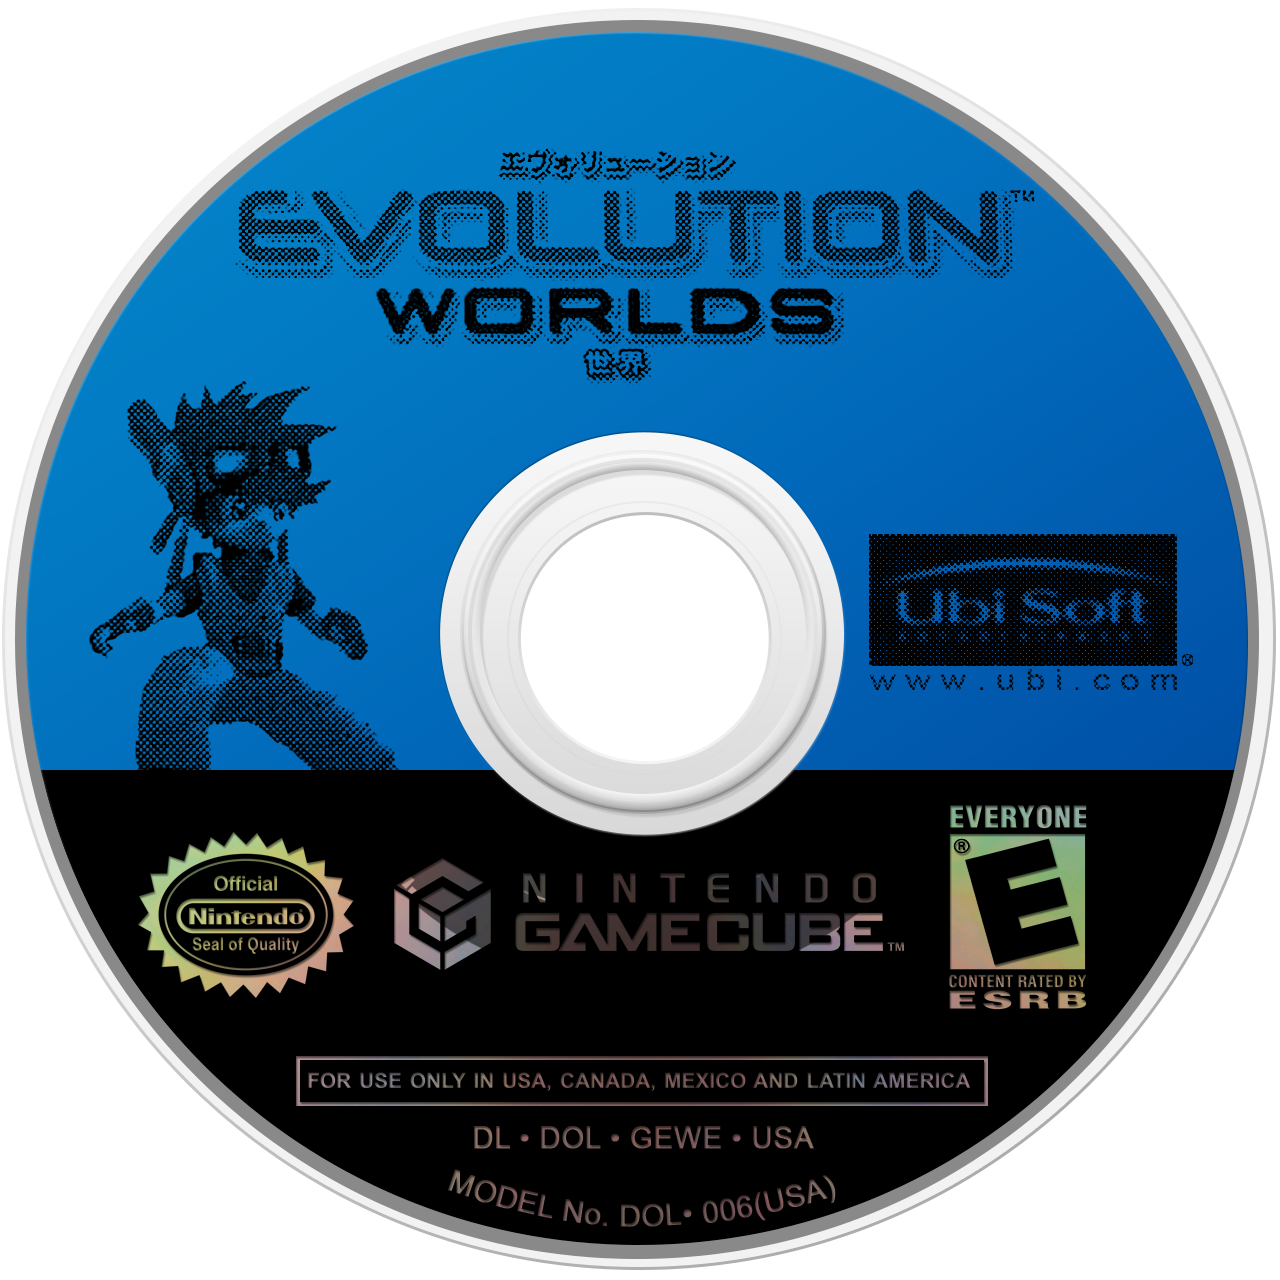 エヴォリューション
EVOLUTION™
WORLDS
世界
Ubi Soft
®
www.ubi.com
EVERYONE
®
E
CONTENT RATED BY
ESRB
Official
Nintendo®
Seal of Quality
NINTENDO
GAMECUBE™
FOR USE ONLY IN USA, CANADA, MEXICO AND LATIN AMERICA
DL • DOL • GEWE • USA
MODEL No. DOL• 006(USA)